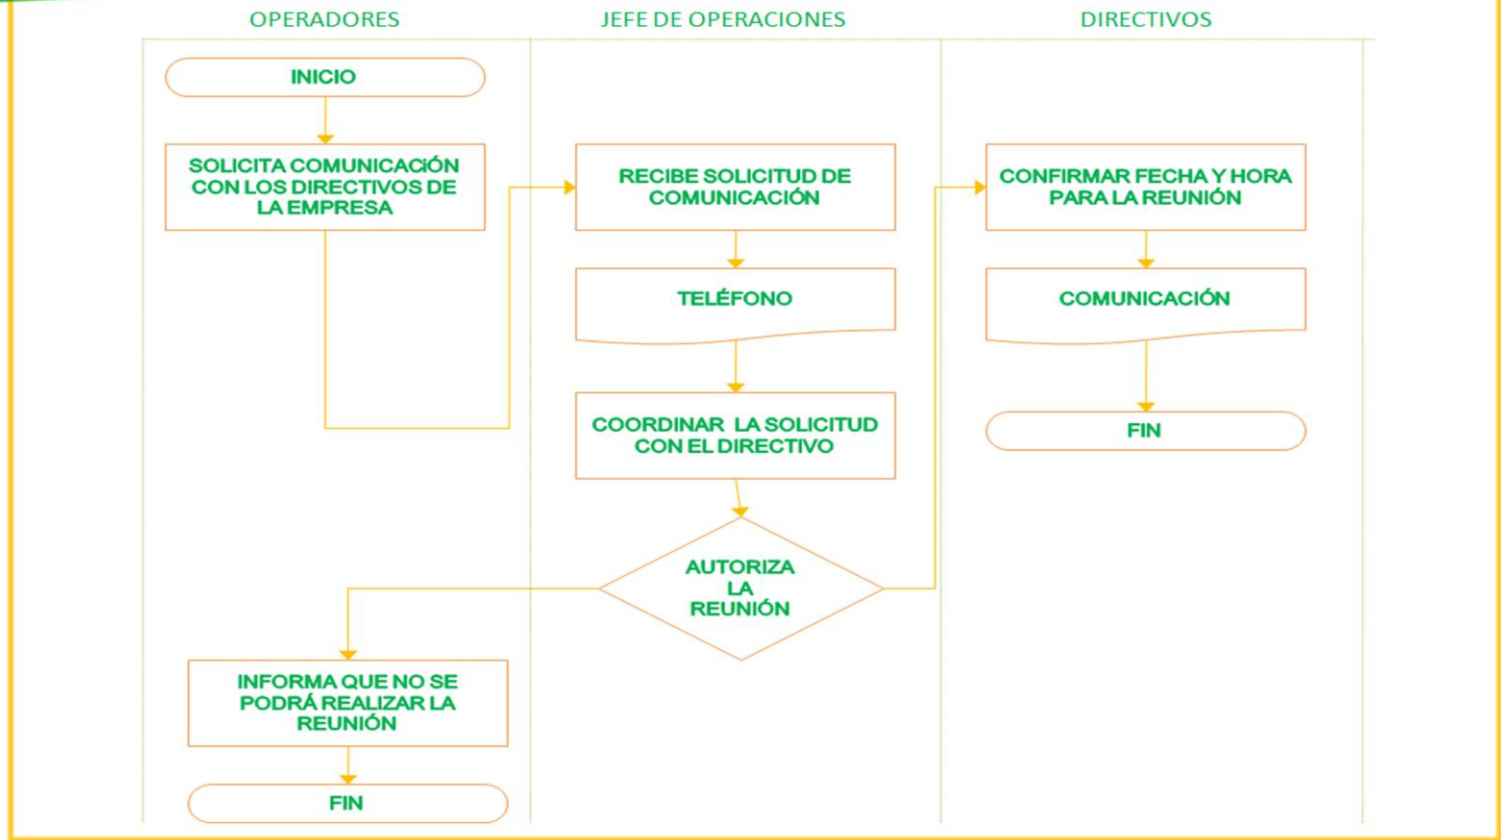 OPERADORES
JEFE DE OPERACIONES
DIRECTIVOS
INICIO
SOLICITA COMUNICACIÓN
CON LOS DIRECTIVOS DE
LA EMPRESA
RECIBE SOLICITUD DE
COMUNICACIÓN
TELÉFONO
COORDINAR LA SOLICITUD
CON EL DIRECTIVO
AUTORIZA
LA
REUNIÓN
CONFIRMAR FECHA Y HORA
PARA LA REUNIÓN
COMUNICACIÓN
FIN
INFORMA QUE NO SE
PODRÁ REALIZAR LA
REUNIÓN
FIN